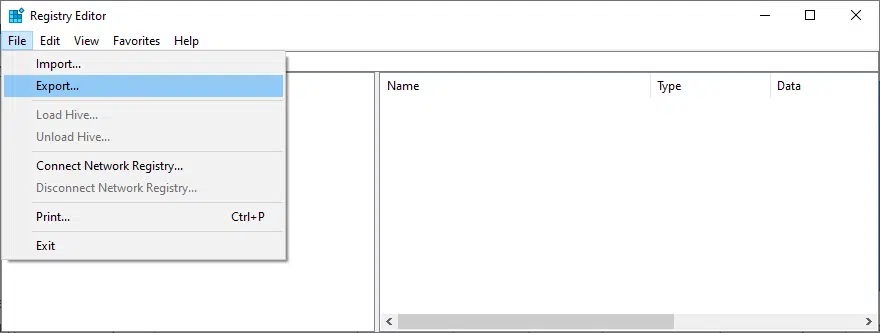 Registry Editor
File Edit View Favorites Help
Import...
Export...
Load Hive...
Unload Hive...
Connect Network Registry...
Disconnect Network Registry...
Print... Ctrl+P
Exit
Name Type Data